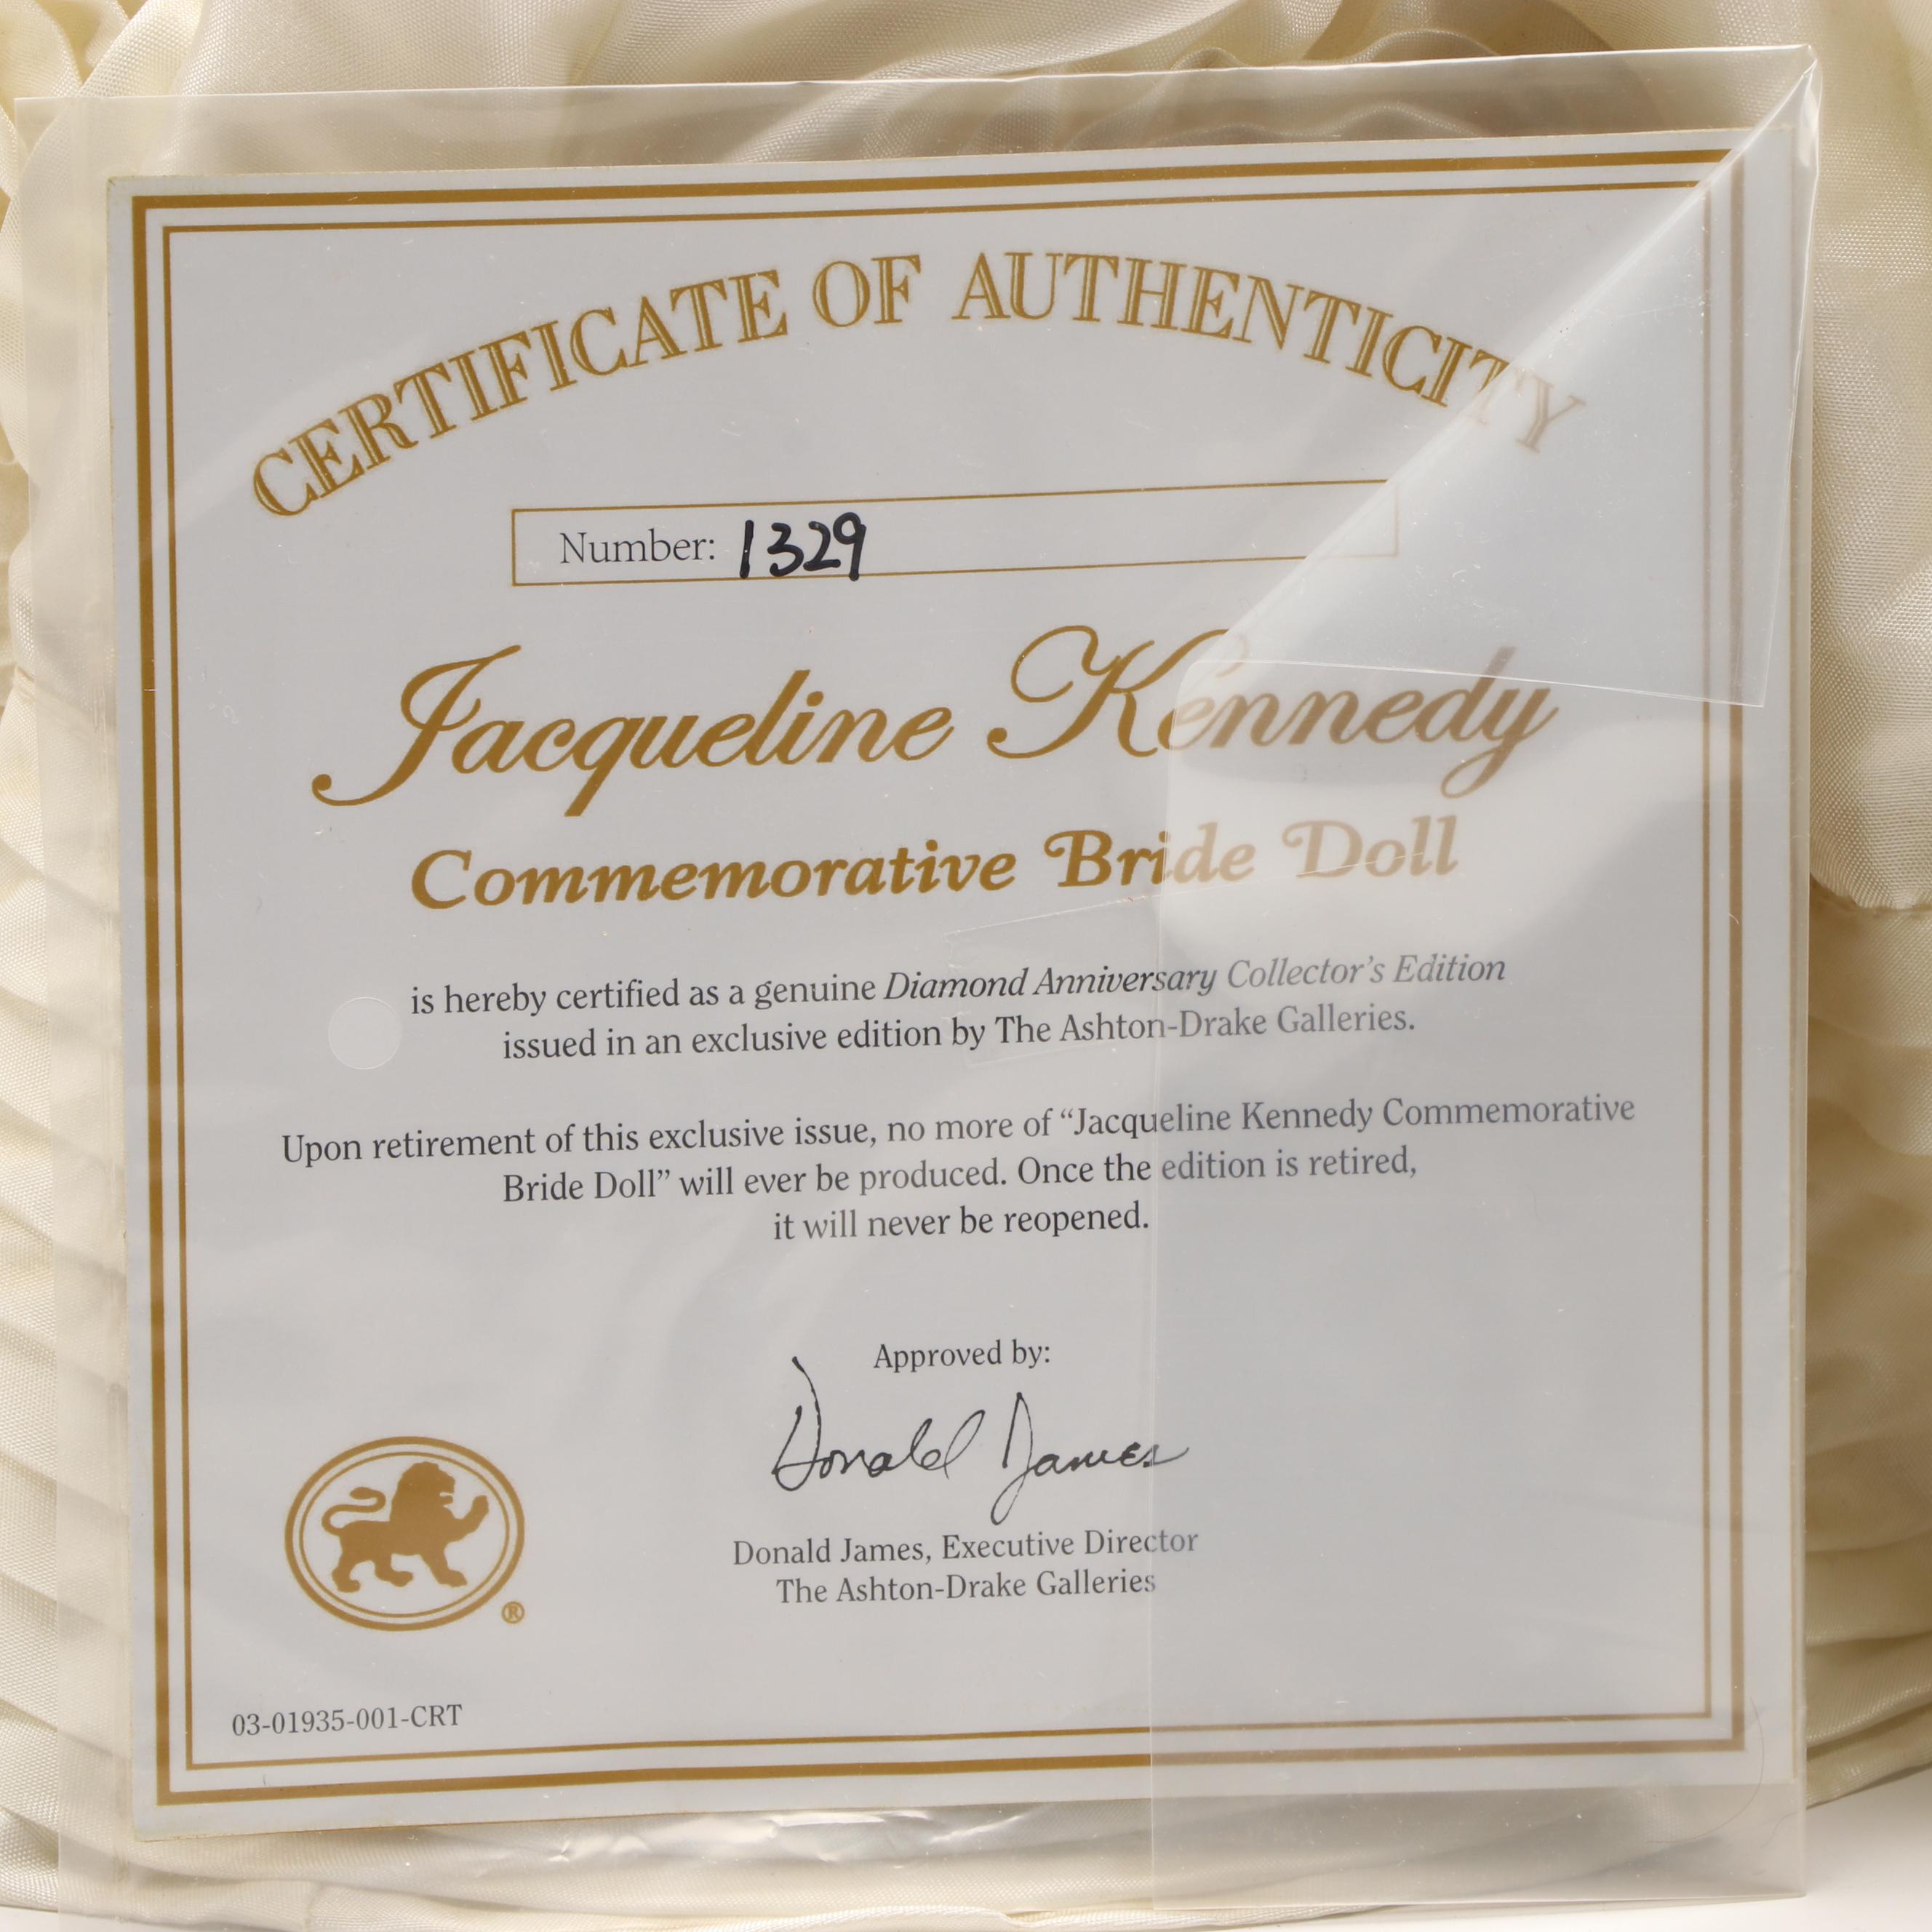 CERTIFICATE OF AUTHENTICITY
Number: 1329
Jacqueline Kennedy
Commemorative Bride Doll
is hereby certified as a genuine Diamond Anniversary Collector's Edition
issued in an exclusive edition by The Ashton-Drake Galleries.
Upon retirement of this exclusive issue, no more of “Jacqueline Kennedy Commemorative
Bride Doll” will ever be produced. Once the edition is retired,
it will never be reopened.
Approved by:
Donald James
Donald James, Executive Director
The Ashton-Drake Galleries
®
03-01935-001-CRT